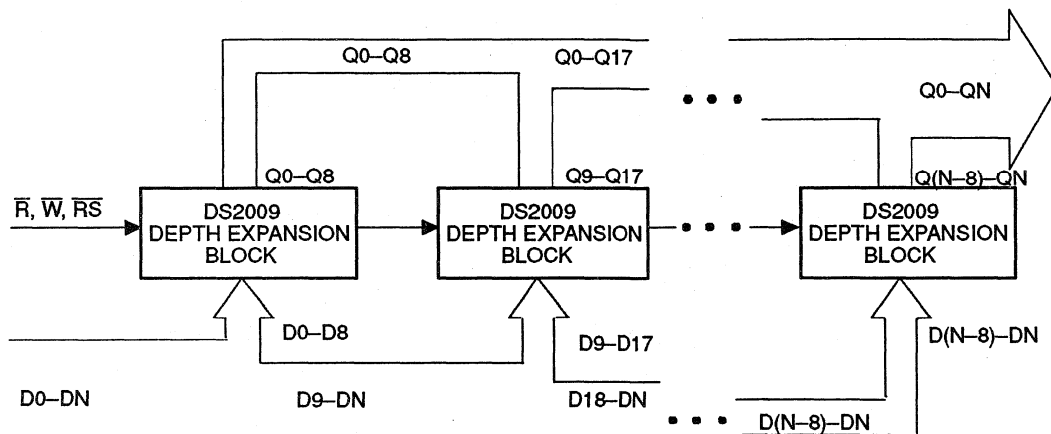 Q0–Q8
Q0–Q17
Q0–QN
Q0–Q8
Q9–Q17
Q(N–8)–QN
R̅, W̅, R̅S̅
DS2009
DEPTH EXPANSION
BLOCK
DS2009
DEPTH EXPANSION
BLOCK
DS2009
DEPTH EXPANSION
BLOCK
D0–D8
D9–D17
D(N–8)–DN
D0–DN
D9–DN
D18–DN
D(N–8)–DN